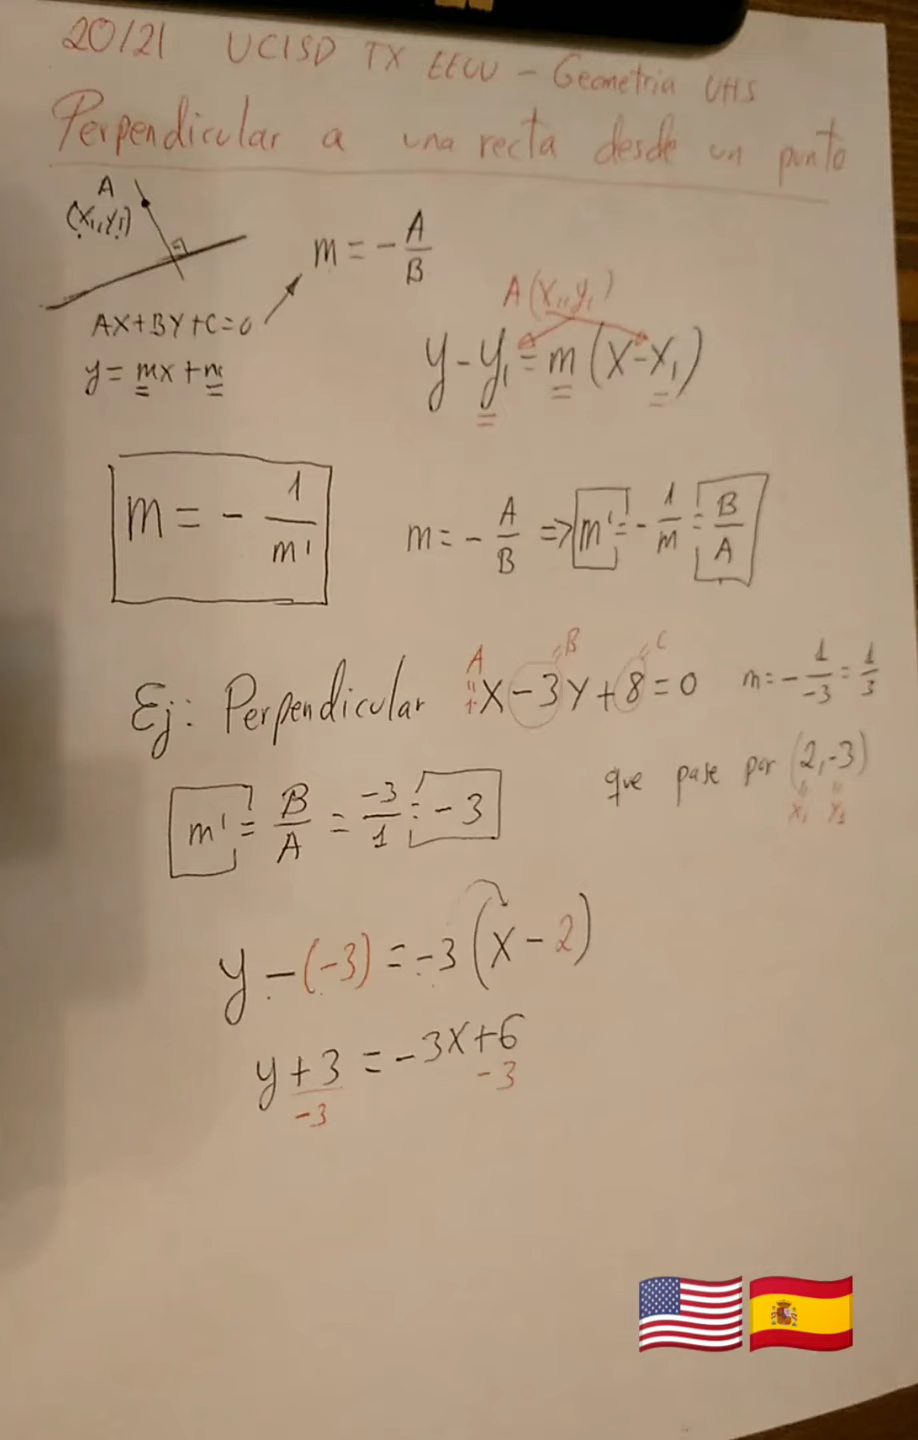 20/21 UCISD TX EEUU - Geometria UHS
Perpendicular a una recta desde un punto
A
(X₁,Y₁)
m = - A/B
AX+BY+C=0
y = mx + n
A(X₁,Y₁)
y - y₁ = m (X - X₁)
m = - 1/m'
m = - A/B => m' = - 1/m = B/A
A "B "C
Ej: Perpendicular X - 3Y + 8 = 0 m = - 1/-3 = 1/3
1
que pase por (2,-3)
X₁ Y₁
m' = B/A = -3/1 = -3
y - (-3) = -3 (X - 2)
y + 3 = -3X + 6
-3 -3